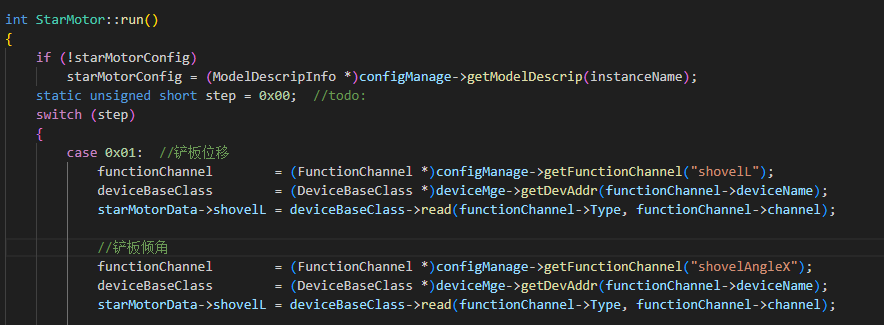 int StarMotor::run()
{
if (!starMotorConfig)
starMotorConfig = (ModelDescripInfo *)configManage->getModelDescrip(instanceName);
static unsigned short step = 0x00;  //todo:
switch (step)
{
case 0x01:  //铲板位移
functionChannel        = (FunctionChannel *)configManage->getFunctionChannel("shovelL");
deviceBaseClass        = (DeviceBaseClass *)deviceMge->getDevAddr(functionChannel->deviceName);
starMotorData->shovelL = deviceBaseClass->read(functionChannel->Type, functionChannel->channel);
//铲板倾角
functionChannel        = (FunctionChannel *)configManage->getFunctionChannel("shovelAngleX");
deviceBaseClass        = (DeviceBaseClass *)deviceMge->getDevAddr(functionChannel->deviceName);
starMotorData->shovelL = deviceBaseClass->read(functionChannel->Type, functionChannel->channel);